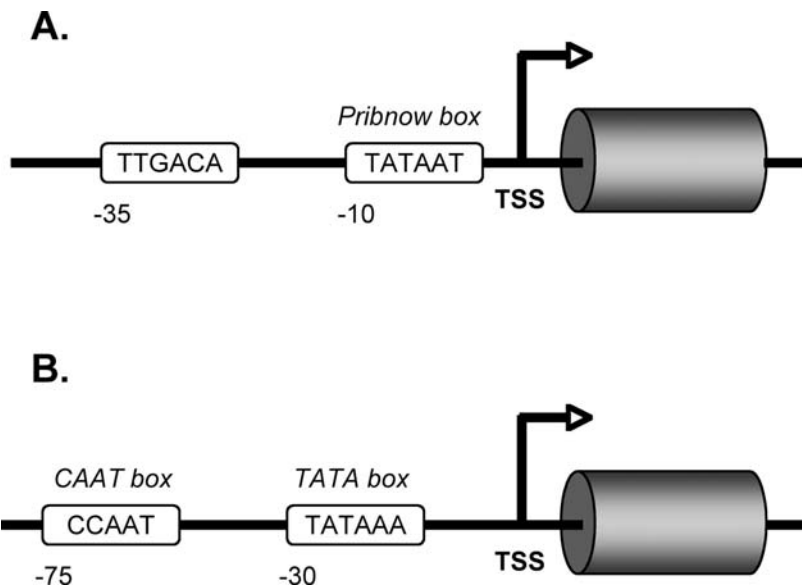 A.
Pribnow box
TTGACA TATAAT
-35 -10 TSS
B.
CAAT box TATA box
CCAAT TATAAA
-75 -30 TSS